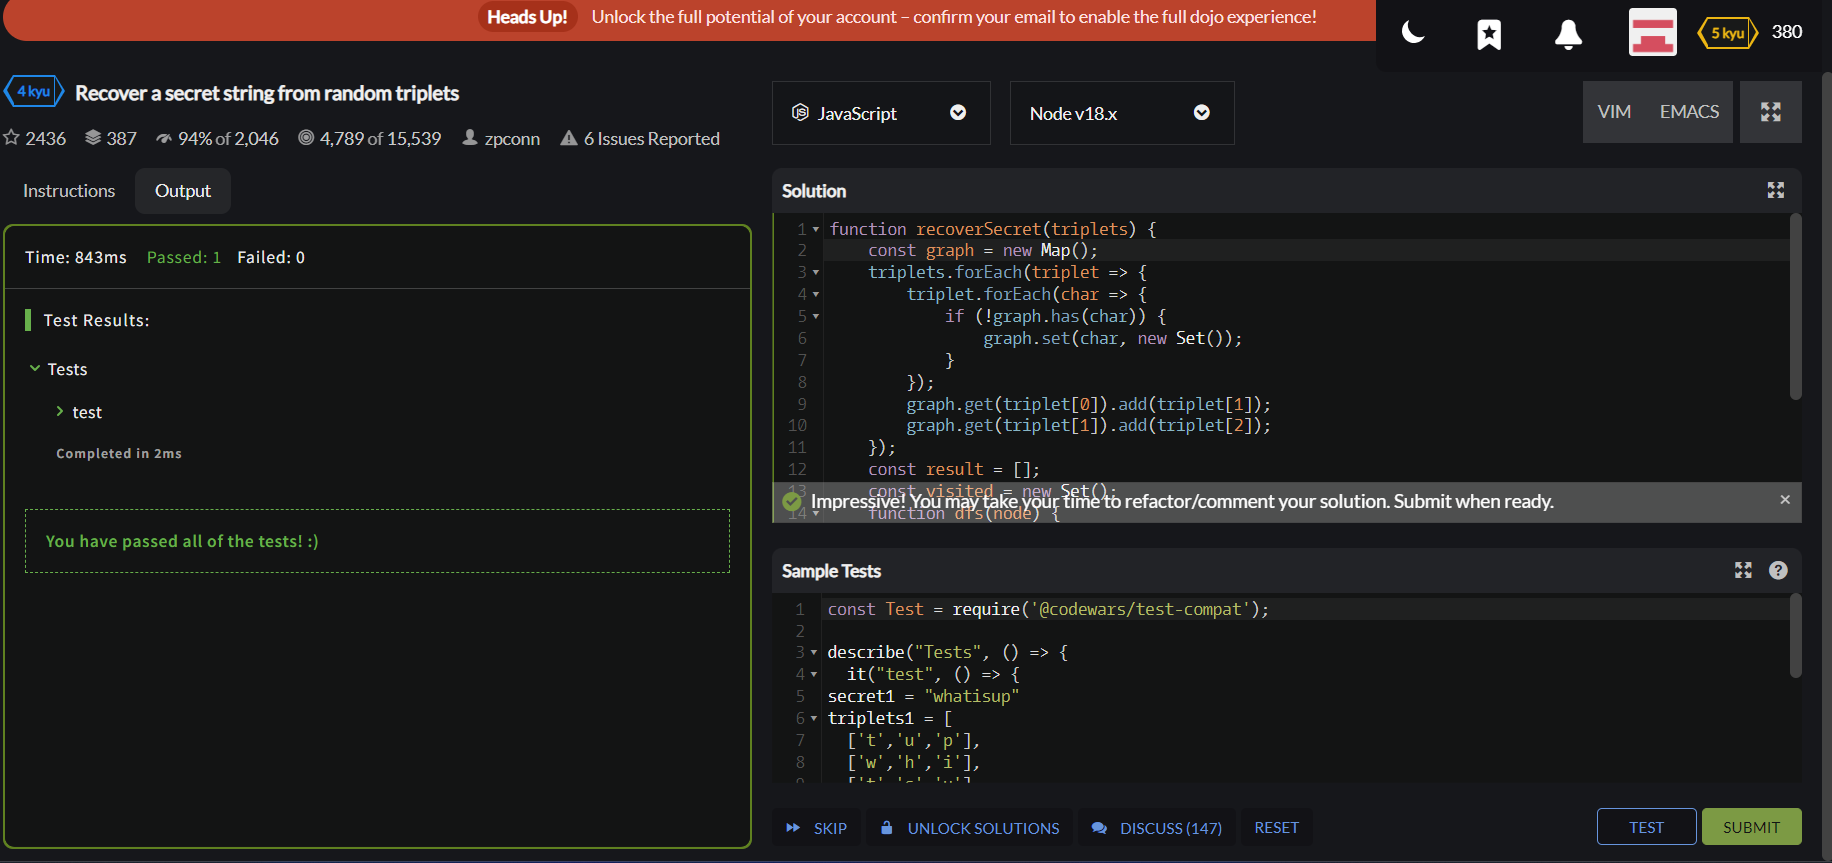 Heads Up! Unlock the full potential of your account – confirm your email to enable the full dojo experience!
5 kyu 380
4 kyu Recover a secret string from random triplets
2436 387 94% of 2,046 4,789 of 15,539 zpconn 6 Issues Reported
Instructions Output
Time: 843ms Passed: 1 Failed: 0
Test Results:
Tests
test
Completed in 2ms
You have passed all of the tests! :)
JavaScript
Node v18.x
VIM EMACS
Solution
1 function recoverSecret(triplets) {
2 const graph = new Map();
3 triplets.forEach(triplet => {
4 triplet.forEach(char => {
5 if (!graph.has(char)) {
6 graph.set(char, new Set());
7 }
8 });
9 graph.get(triplet[0]).add(triplet[1]);
10 graph.get(triplet[1]).add(triplet[2]);
11 });
12 const result = [];
13 const visited = new Set();
Impressive! You may take your time to refactor/comment your solution. Submit when ready.
14 function dfs(node) {
Sample Tests
1 const Test = require('@codewars/test-compat');
2
3 describe("Tests", () => {
4 it("test", () => {
5 secret1 = "whatisup"
6 triplets1 = [
7 ['t','u','p'],
8 ['w','h','i'],
SKIP UNLOCK SOLUTIONS DISCUSS (147) RESET
TEST SUBMIT